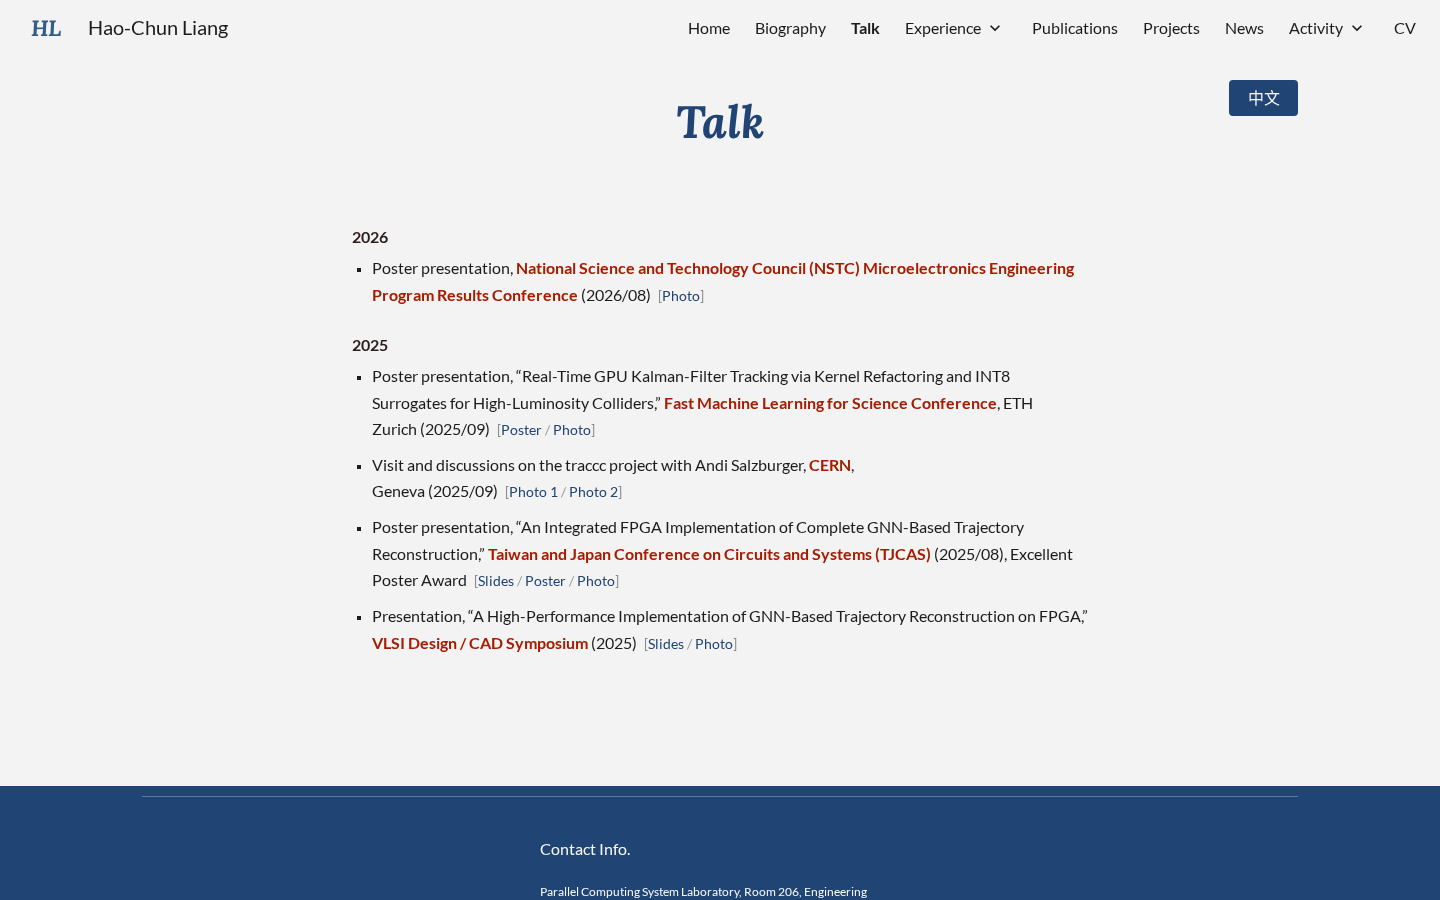 HL
Hao-Chun Liang
Home Biography Talk Experience Publications Projects News Activity CV
中文
Talk
2026
Poster presentation, National Science and Technology Council (NSTC) Microelectronics Engineering
Program Results Conference (2026/08) [Photo]
2025
Poster presentation, “Real-Time GPU Kalman-Filter Tracking via Kernel Refactoring and INT8
Surrogates for High-Luminosity Colliders,” Fast Machine Learning for Science Conference, ETH
Zurich (2025/09) [Poster / Photo]
Visit and discussions on the traccc project with Andi Salzburger, CERN,
Geneva (2025/09) [Photo 1 / Photo 2]
Poster presentation, “An Integrated FPGA Implementation of Complete GNN-Based Trajectory
Reconstruction,” Taiwan and Japan Conference on Circuits and Systems (TJCAS) (2025/08), Excellent
Poster Award [Slides / Poster / Photo]
Presentation, “A High-Performance Implementation of GNN-Based Trajectory Reconstruction on FPGA,”
VLSI Design / CAD Symposium (2025) [Slides / Photo]
Contact Info.
Parallel Computing System Laboratory, Room 206, Engineering